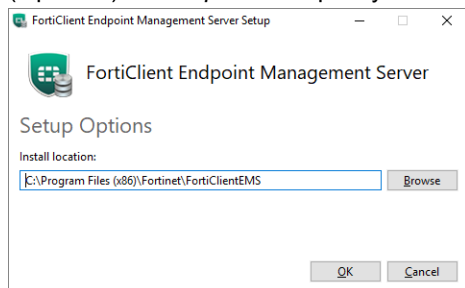 FortiClient Endpoint Management Server Setup
FortiClient Endpoint Management Server
Setup Options
Install location:
C:\Program Files (x86)\Fortinet\FortiClientEMS
Browse
OK
Cancel